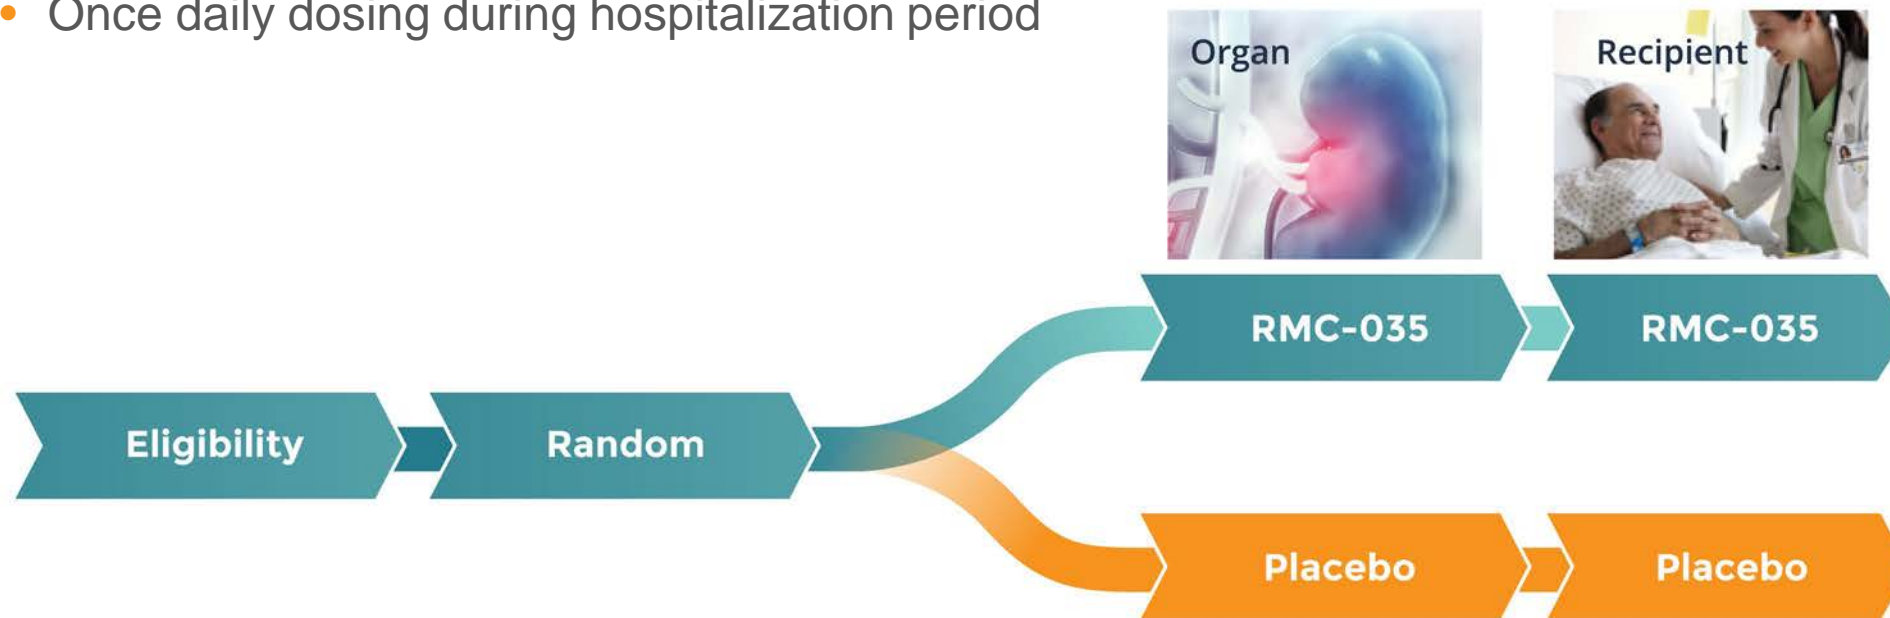 • Once daily dosing during hospitalization period
Organ
Recipient
RMC-035
RMC-035
Eligibility
Random
Placebo
Placebo